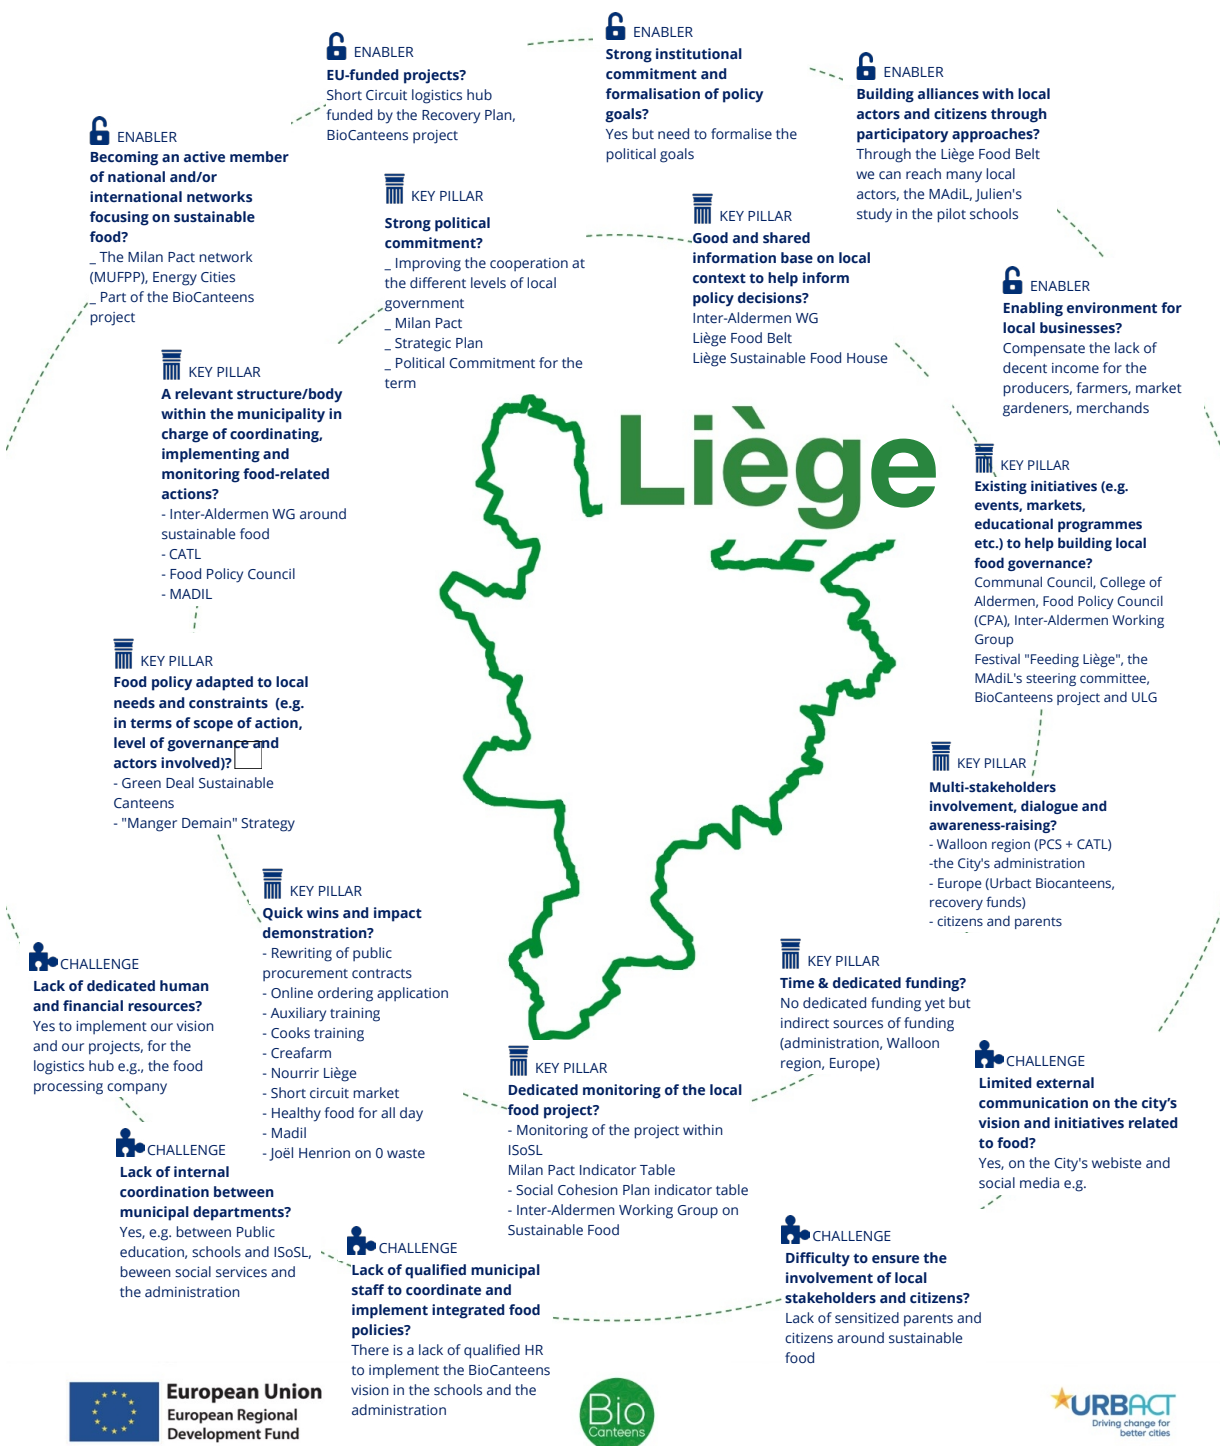 ENABLER
EU-funded projects?
Short Circuit logistics hub
funded by the Recovery Plan,
BioCanteens project
ENABLER
Strong institutional
commitment and
formalisation of policy
goals?
Yes but need to formalise the
political goals
ENABLER
Building alliances with local
actors and citizens through
participatory approaches?
Through the Liège Food Belt
we can reach many local
actors, the MAdiL, Julien's
study in the pilot schools
ENABLER
Becoming an active member
of national and/or
international networks
focusing on sustainable
food?
_ The Milan Pact network
(MUFPP), Energy Cities
_ Part of the BioCanteens
project
KEY PILLAR
Strong political
commitment?
_ Improving the cooperation at
the different levels of local
government
_ Milan Pact
_ Strategic Plan
_ Political Commitment for the
term
KEY PILLAR
Good and shared
information base on local
context to help inform
policy decisions?
Inter-Aldermen WG
Liège Food Belt
Liège Sustainable Food House
ENABLER
Enabling environment for
local businesses?
Compensate the lack of
decent income for the
producers, farmers, market
gardeners, merchands
KEY PILLAR
A relevant structure/body
within the municipality in
charge of coordinating,
implementing and
monitoring food-related
actions?
- Inter-Aldermen WG around
sustainable food
- CATL
- Food Policy Council
- MADIL
Liège
KEY PILLAR
Existing initiatives (e.g.
events, markets,
educational programmes
etc.) to help building local
food governance?
Communal Council, College of
Aldermen, Food Policy Council
(CPA), Inter-Aldermen Working
Group
Festival "Feeding Liège", the
MAdiL's steering committee,
BioCanteens project and ULG
KEY PILLAR
Food policy adapted to local
needs and constraints (e.g.
in terms of scope of action,
level of governance and
actors involved)?
- Green Deal Sustainable
Canteens
- "Manger Demain" Strategy
KEY PILLAR
Multi-stakeholders
involvement, dialogue and
awareness-raising?
- Walloon region (PCS + CATL)
-the City's administration
- Europe (Urbact Biocanteens,
recovery funds)
- citizens and parents
KEY PILLAR
Quick wins and impact
demonstration?
- Rewriting of public
procurement contracts
- Online ordering application
- Auxiliary training
- Cooks training
- Creafarm
- Nourrir Liège
- Short circuit market
- Healthy food for all day
- Madil
- Joël Henrion on 0 waste
CHALLENGE
Lack of dedicated human
and financial resources?
Yes to implement our vision
and our projects, for the
logistics hub e.g., the food
processing company
KEY PILLAR
Time & dedicated funding?
No dedicated funding yet but
indirect sources of funding
(administration, Walloon
region, Europe)
KEY PILLAR
Dedicated monitoring of the local
food project?
- Monitoring of the project within
ISoSL
Milan Pact Indicator Table
- Social Cohesion Plan indicator table
- Inter-Aldermen Working Group on
Sustainable Food
CHALLENGE
Limited external
communication on the city's
vision and initiatives related
to food?
Yes, on the City's webiste and
social media e.g.
CHALLENGE
Lack of internal
coordination between
municipal departments?
Yes, e.g. between Public
education, schools and ISoSL,
beween social services and
the administration
CHALLENGE
Lack of qualified municipal
staff to coordinate and
implement integrated food
policies?
There is a lack of qualified HR
to implement the BioCanteens
vision in the schools and the
administration
CHALLENGE
Difficulty to ensure the
involvement of local
stakeholders and citizens?
Lack of sensitized parents and
citizens around sustainable
food
European Union
European Regional
Development Fund
Bio
Canteens
URBACT
Driving change for
better cities